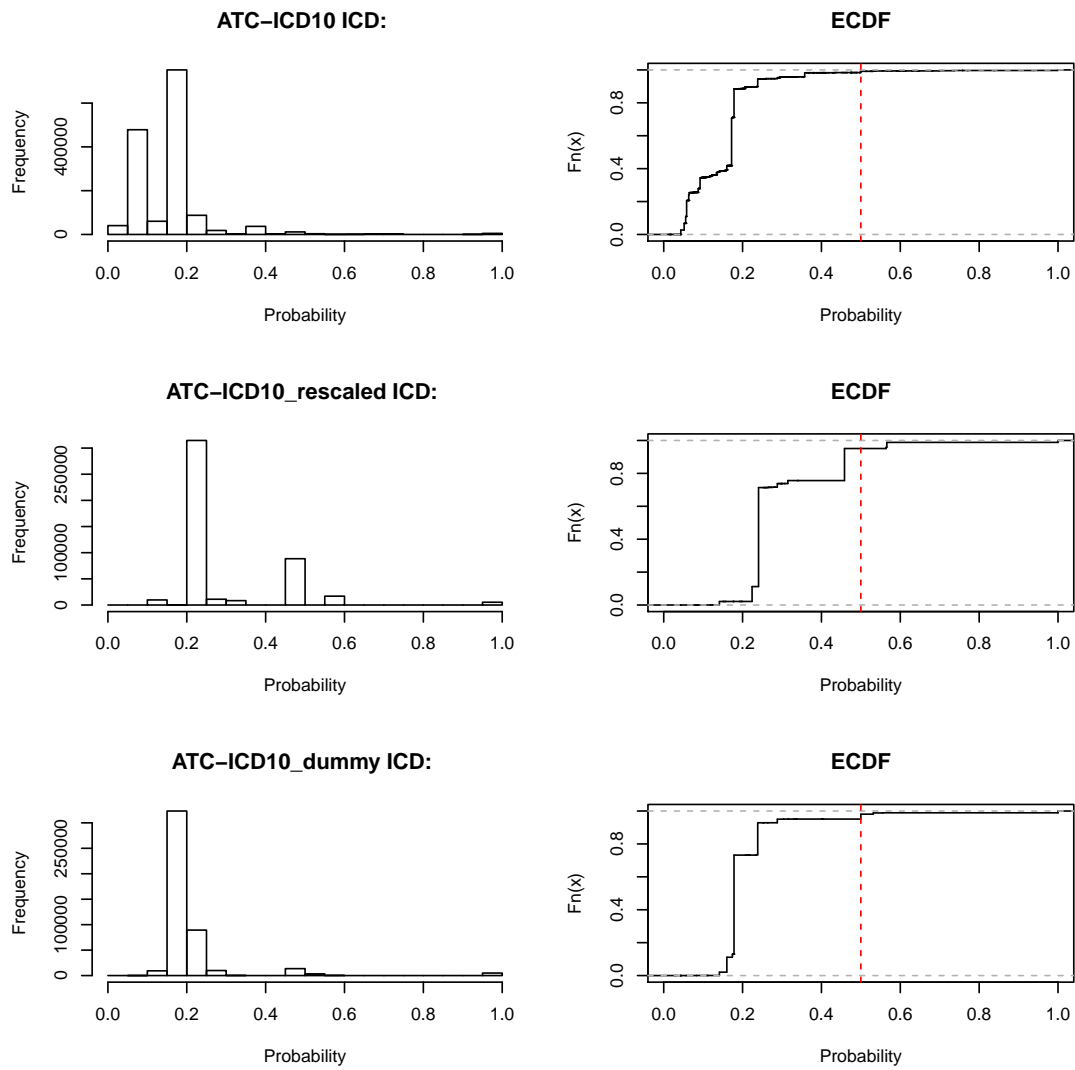 ATC−ICD10 ICD:
Frequency
0
400000
0.0 0.2 0.4 0.6 0.8 1.0
Probability
ECDF
Fn(x)
0.0
0.4
0.8
0.0 0.2 0.4 0.6 0.8 1.0
Probability
ATC−ICD10_rescaled ICD:
Frequency
0
100000
250000
0.0 0.2 0.4 0.6 0.8 1.0
Probability
ECDF
Fn(x)
0.0
0.4
0.8
0.0 0.2 0.4 0.6 0.8 1.0
Probability
ATC−ICD10_dummy ICD:
Frequency
0
100000
250000
0.0 0.2 0.4 0.6 0.8 1.0
Probability
ECDF
Fn(x)
0.0
0.4
0.8
0.0 0.2 0.4 0.6 0.8 1.0
Probability